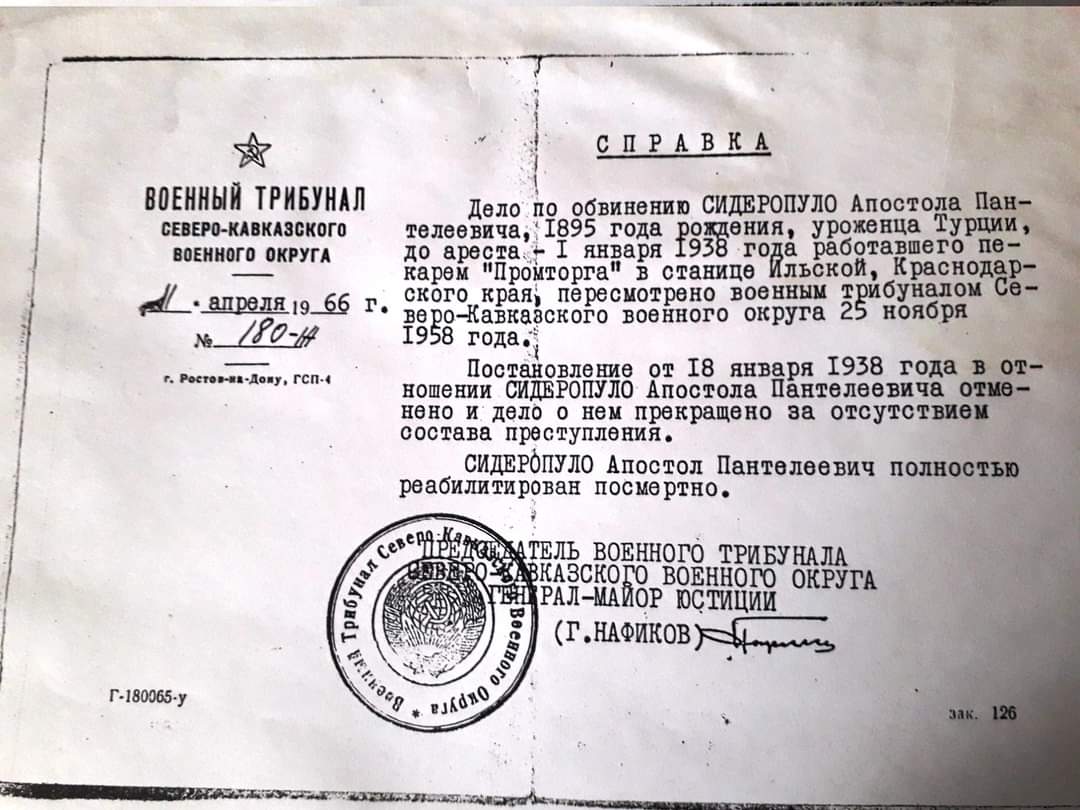 ВОЕННЫЙ ТРИБУНАЛ
СЕВЕРО-КАВКАЗСКОГО
ВОЕННОГО ОКРУГА
апреля 1966 г.
№ 180-
г. Ростов-на-Дону, ГСП-4
СПРАВКА
Дело по обвинению СИДЕРОПУЛО Апостола Пан-
телеевича, 1895 года рождения, уроженца Турции,
до ареста - I января 1938 года работавшего пе-
карем "Промторга" в станице Ильской, Краснодар-
ского края, пересмотрено военным трибуналом Се-
веро-Кавказского военного округа 25 ноября
1958 года.
Постановление от 18 января 1938 года в от-
ношении СИДЕРОПУЛО Апостола Пантелеевича отме-
нено и дело о нем прекращено за отсутствием
состава преступления.
СИДЕРОПУЛО Апостол Пантелеевич полностью
реабилитирован посмертно.
ПРЕДСЕДАТЕЛЬ ВОЕННОГО ТРИБУНАЛА
СЕВЕРО-КАВКАЗСКОГО ВОЕННОГО ОКРУГА
ГЕНЕРАЛ-МАЙОР ЮСТИЦИИ
(Г.НАФИКОВ)
Военный Трибунал Северо-Кавказского Военного Округа *
Г-180065-у
зак. 126